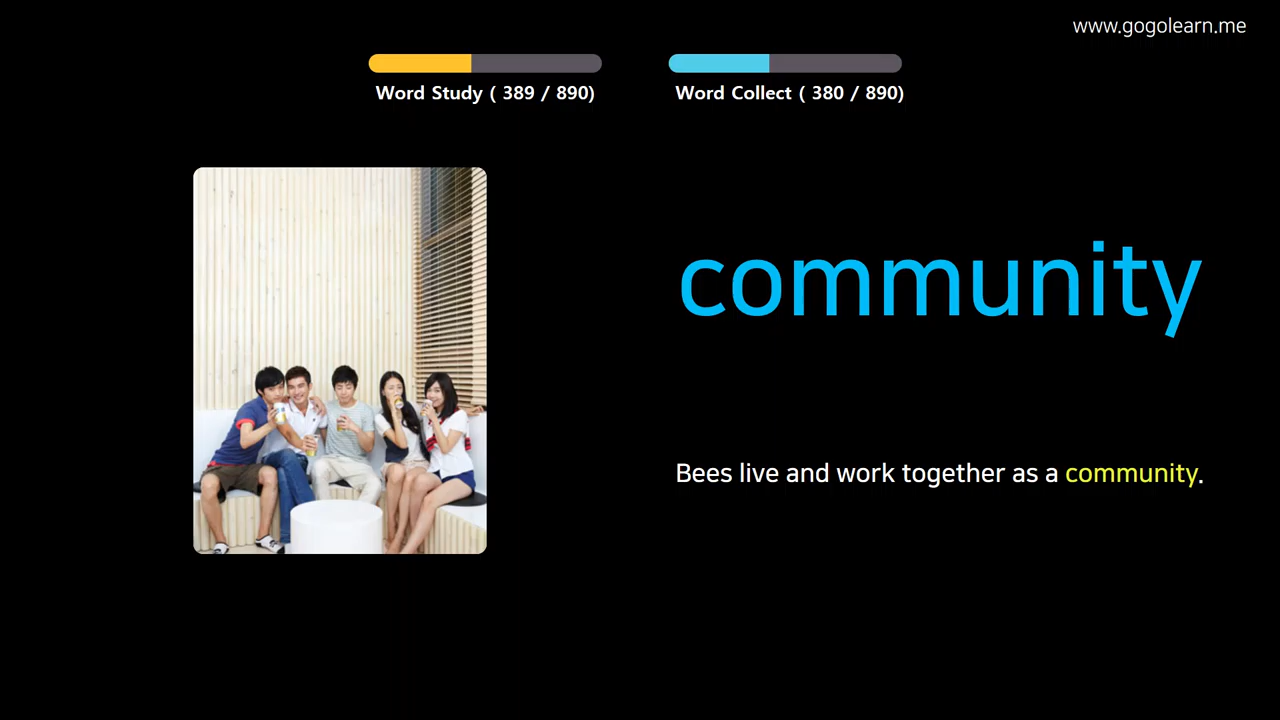 www.gogolearn.me
Word Study ( 389 / 890)
Word Collect ( 380 / 890)
community
Bees live and work together as a community.